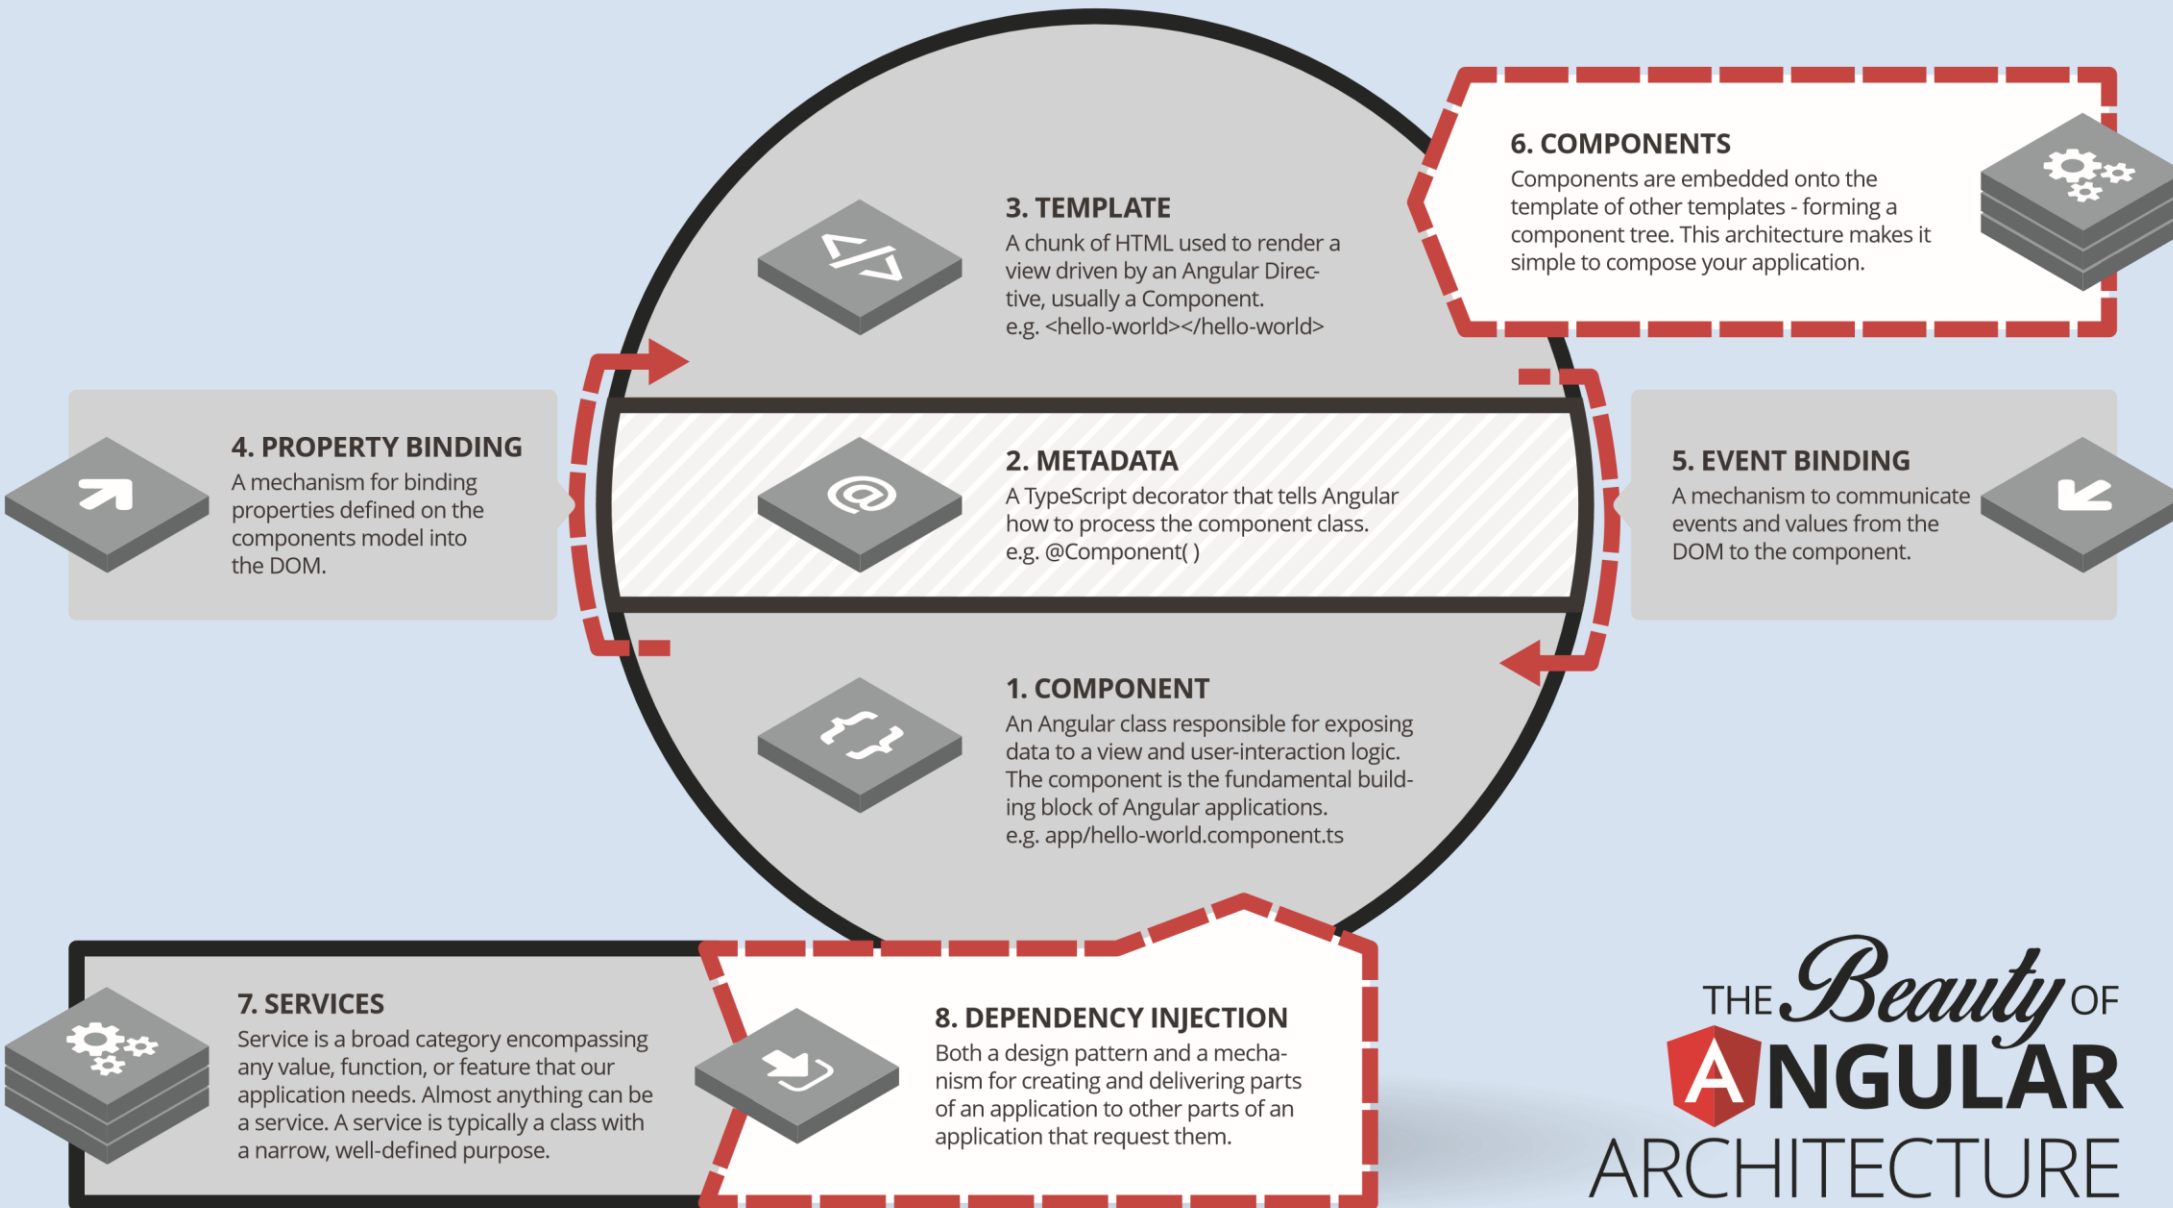 3. TEMPLATE
A chunk of HTML used to render a
view driven by an Angular Direc-
tive, usually a Component.
e.g. <hello-world></hello-world>
6. COMPONENTS
Components are embedded onto the
template of other templates - forming a
component tree. This architecture makes it
simple to compose your application.
4. PROPERTY BINDING
A mechanism for binding
properties defined on the
components model into
the DOM.
@
2. METADATA
A TypeScript decorator that tells Angular
how to process the component class.
e.g. @Component( )
5. EVENT BINDING
A mechanism to communicate
events and values from the
DOM to the component.
1. COMPONENT
An Angular class responsible for exposing
data to a view and user-interaction logic.
The component is the fundamental build-
ing block of Angular applications.
e.g. app/hello-world.component.ts
7. SERVICES
Service is a broad category encompassing
any value, function, or feature that our
application needs. Almost anything can be
a service. A service is typically a class with
a narrow, well-defined purpose.
8. DEPENDENCY INJECTION
Both a design pattern and a mecha-
nism for creating and delivering parts
of an application to other parts of an
application that request them.
THE Beauty OF
ANGULAR
ARCHITECTURE